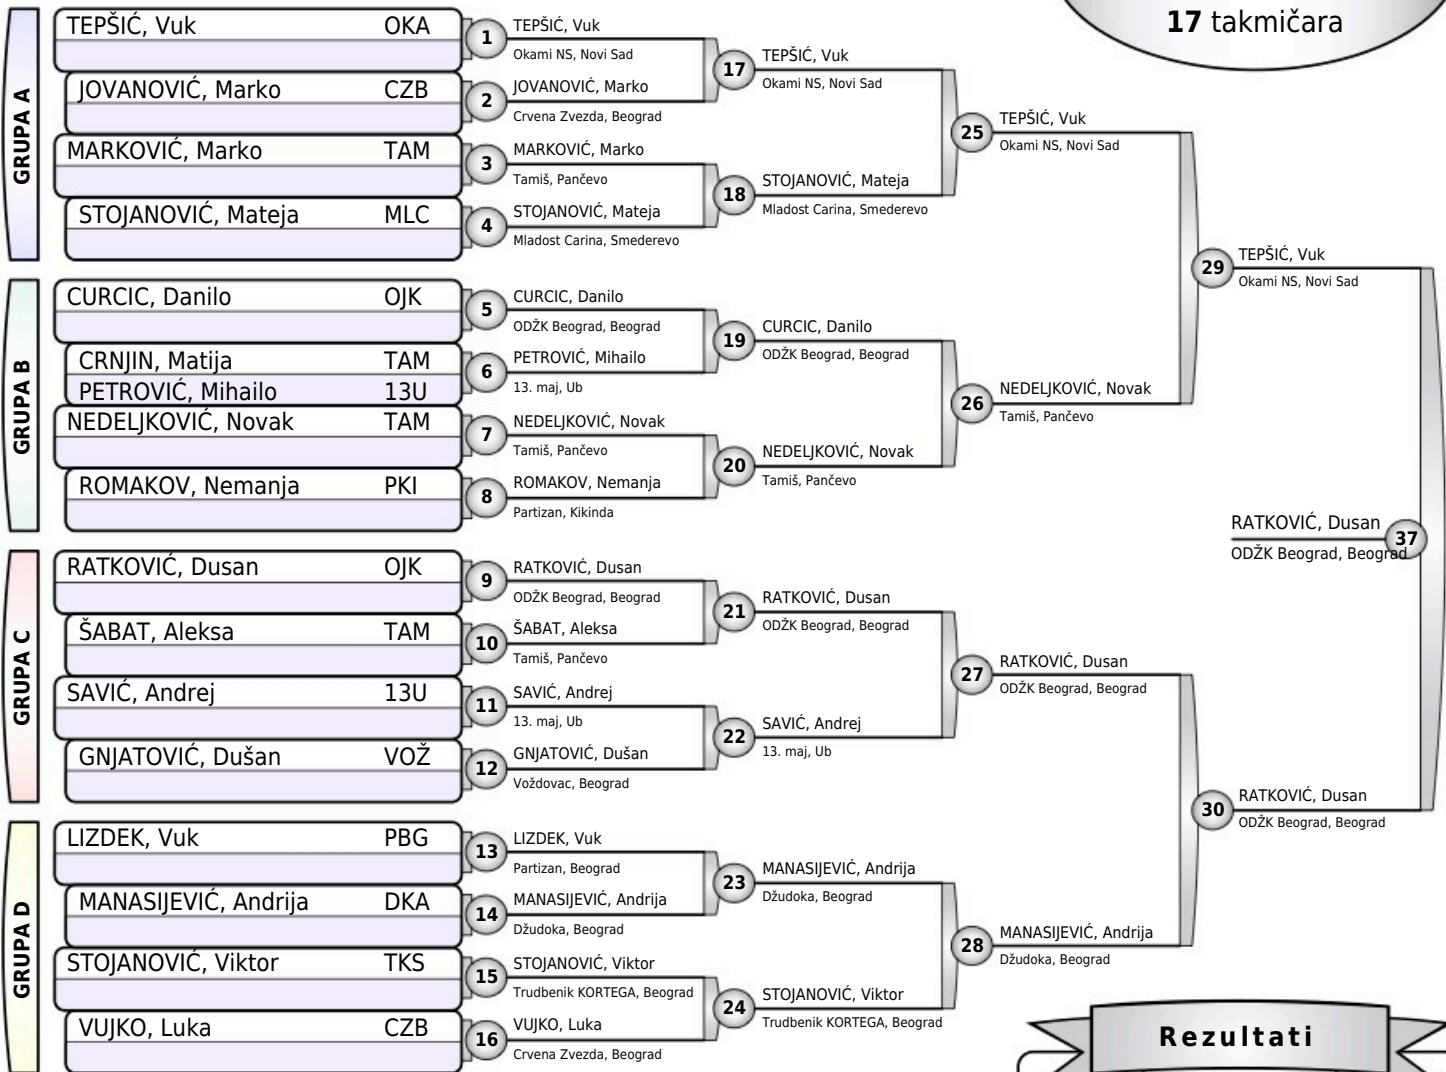 17 takmičara
GRUPA A
TEPŠIĆ, Vuk OKA
JOVANOVIĆ, Marko CZB
MARKOVIĆ, Marko TAM
STOJANOVIĆ, Mateja MLC
GRUPA B
CURCIC, Danilo OJK
CRNJIN, Matija TAM
PETROVIĆ, Mihailo 13U
NEDELJKOVIĆ, Novak TAM
ROMAKOV, Nemanja PKI
GRUPA C
RATKOVIĆ, Dusan OJK
ŠABAT, Aleksa TAM
SAVIĆ, Andrej 13U
GNJATOVIĆ, Dušan VOŽ
GRUPA D
LIZDEK, Vuk PBG
MANASIJEVIĆ, Andrija DKA
STOJANOVIĆ, Viktor TKS
VUJKO, Luka CZB
1 TEPŠIĆ, Vuk
Okami NS, Novi Sad
2 JOVANOVIĆ, Marko
Crvena Zvezda, Beograd
3 MARKOVIĆ, Marko
Tamiš, Pančevo
4 STOJANOVIĆ, Mateja
Mladost Carina, Smederevo
5 CURCIC, Danilo
ODŽK Beograd, Beograd
6 PETROVIĆ, Mihailo
13. maj, Ub
7 NEDELJKOVIĆ, Novak
Tamiš, Pančevo
8 ROMAKOV, Nemanja
Partizan, Kikinda
9 RATKOVIĆ, Dusan
ODŽK Beograd, Beograd
10 ŠABAT, Aleksa
Tamiš, Pančevo
11 SAVIĆ, Andrej
13. maj, Ub
12 GNJATOVIĆ, Dušan
Voždovac, Beograd
13 LIZDEK, Vuk
Partizan, Beograd
14 MANASIJEVIĆ, Andrija
Džudoka, Beograd
15 STOJANOVIĆ, Viktor
Trudbenik KORTEGA, Beograd
16 VUJKO, Luka
Crvena Zvezda, Beograd
17 TEPŠIĆ, Vuk
Okami NS, Novi Sad
18 STOJANOVIĆ, Mateja
Mladost Carina, Smederevo
19 CURCIC, Danilo
ODŽK Beograd, Beograd
20 NEDELJKOVIĆ, Novak
Tamiš, Pančevo
21 RATKOVIĆ, Dusan
ODŽK Beograd, Beograd
22 SAVIĆ, Andrej
13. maj, Ub
23 MANASIJEVIĆ, Andrija
Džudoka, Beograd
24 STOJANOVIĆ, Viktor
Trudbenik KORTEGA, Beograd
25 TEPŠIĆ, Vuk
Okami NS, Novi Sad
26 NEDELJKOVIĆ, Novak
Tamiš, Pančevo
27 RATKOVIĆ, Dusan
ODŽK Beograd, Beograd
28 MANASIJEVIĆ, Andrija
Džudoka, Beograd
29 TEPŠIĆ, Vuk
Okami NS, Novi Sad
30 RATKOVIĆ, Dusan
ODŽK Beograd, Beograd
RATKOVIĆ, Dusan 37
ODŽK Beograd, Beograd
Rezultati